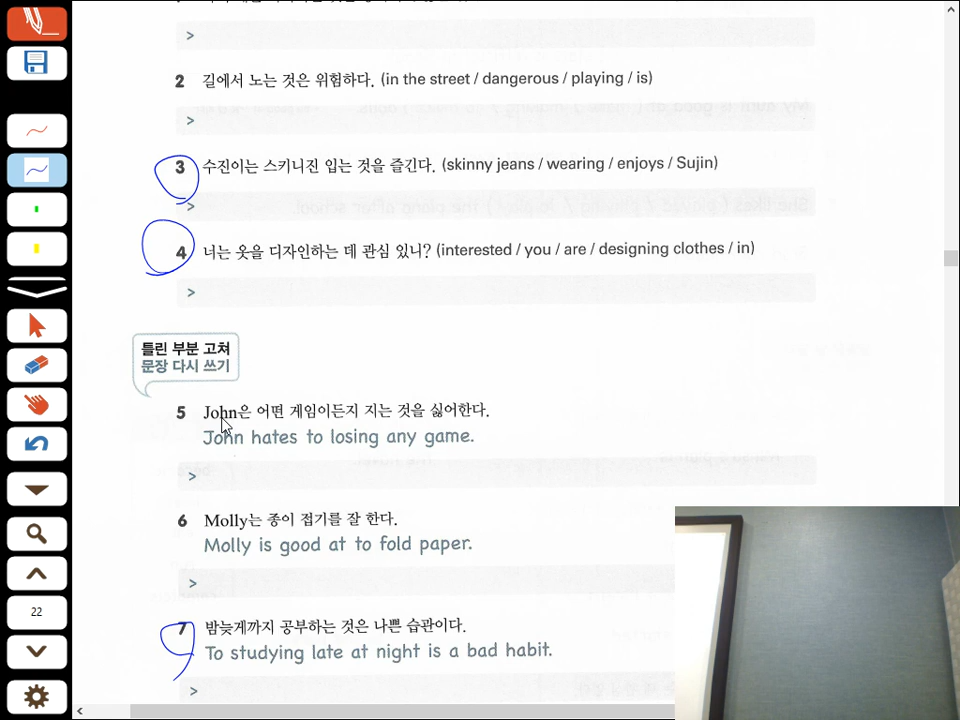 >
2 길에서 노는 것은 위험하다. (in the street / dangerous / playing / is)
>
3 수진이는 스키니진 입는 것을 즐긴다. (skinny jeans / wearing / enjoys / Sujin)
>
4 너는 옷을 디자인하는 데 관심 있니? (interested / you / are / designing clothes / in)
>
틀린 부분 고쳐
문장 다시 쓰기
5 John은 어떤 게임이든지 지는 것을 싫어한다.
John hates to losing any game.
>
6 Molly는 종이 접기를 잘 한다.
Molly is good at to fold paper.
>
7 밤늦게까지 공부하는 것은 나쁜 습관이다.
To studying late at night is a bad habit.
>
22